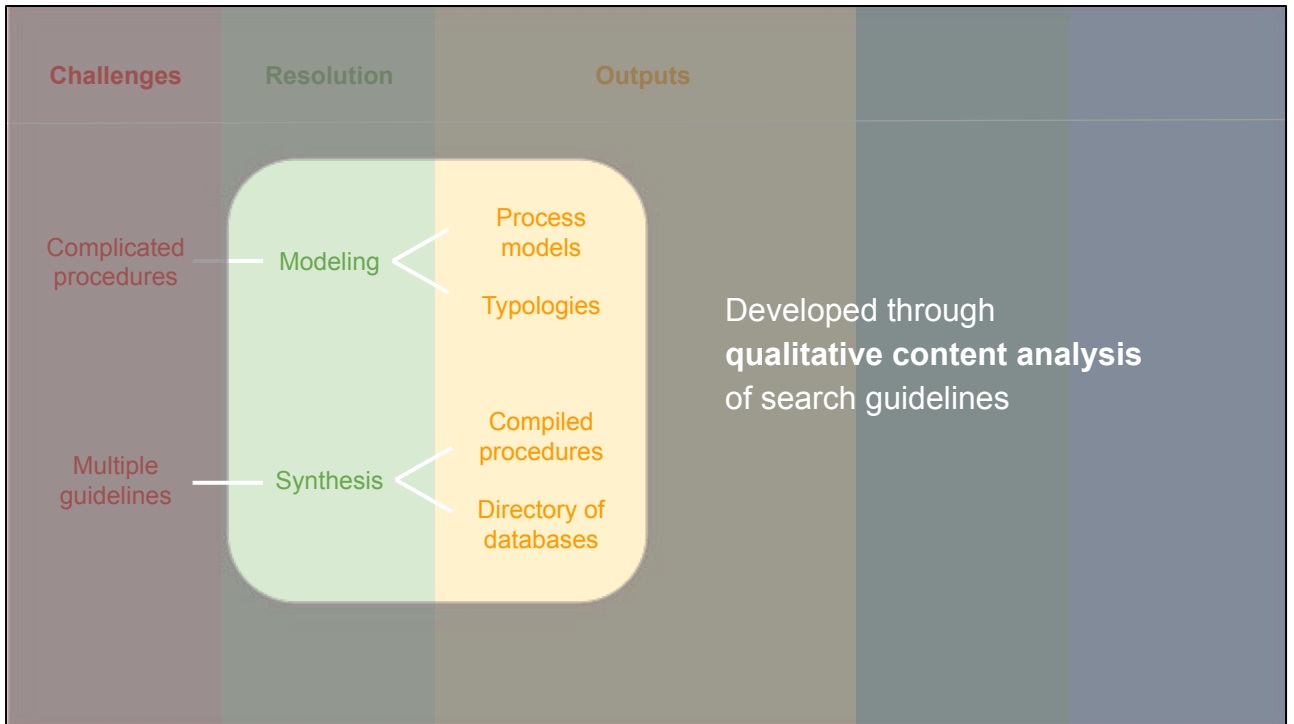 Challenges
Resolution
Outputs
Complicated
procedures
Modeling
Process
models
Typologies
Developed through
qualitative content analysis
of search guidelines
Multiple
guidelines
Synthesis
Compiled
procedures
Directory of
databases